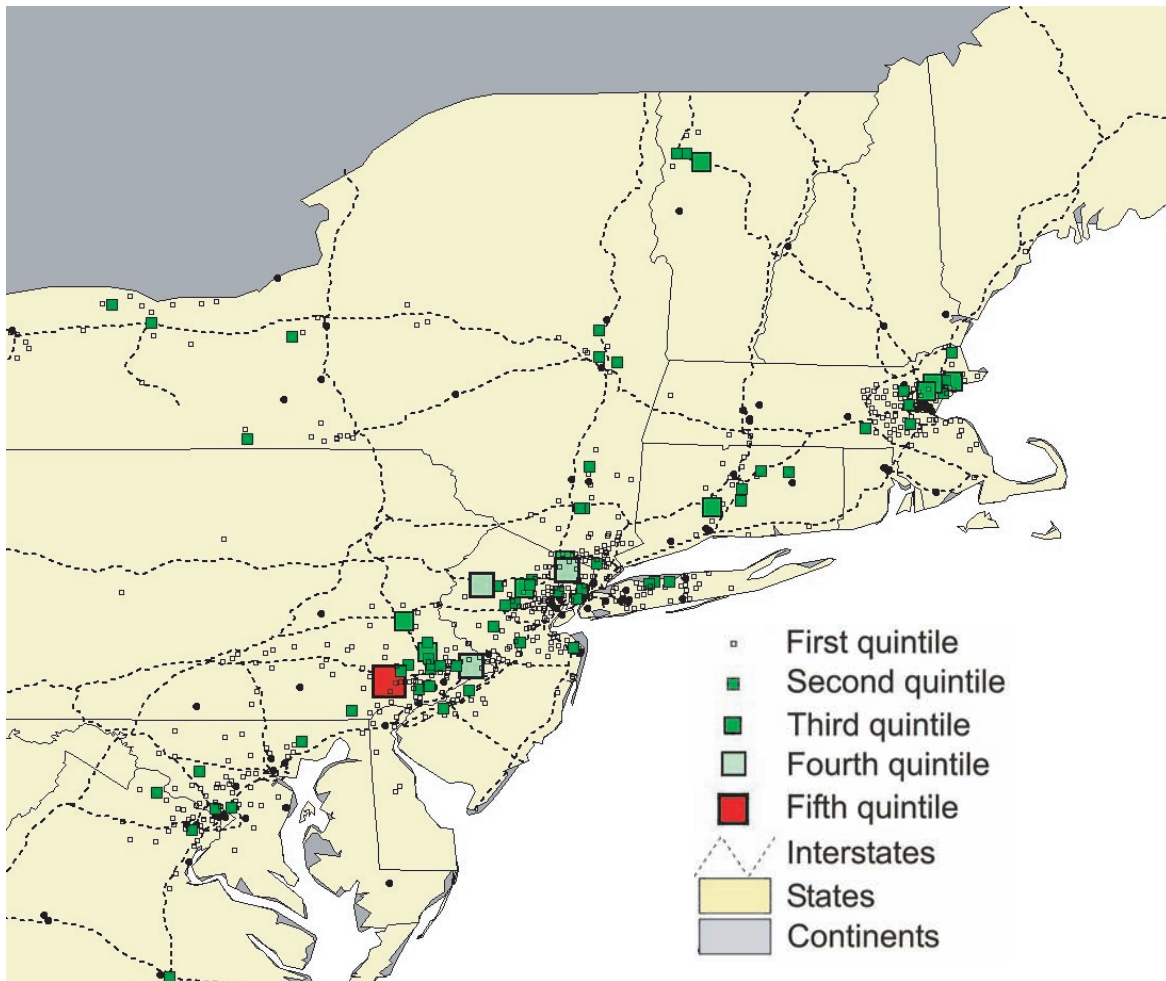 First quintile
Second quintile
Third quintile
Fourth quintile
Fifth quintile
Interstates
States
Continents